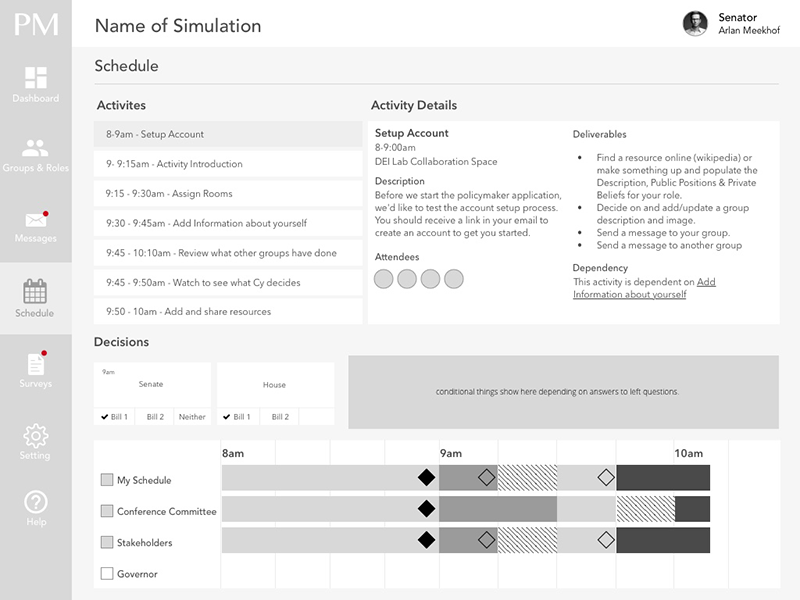 PM
Name of Simulation
Senator
Arlan Meekhof
Dashboard
Groups & Roles
Messages
Schedule
Surveys
Setting
Help
Schedule
Activites
8-9am - Setup Account
9- 9:15am - Activity Introduction
9:15 - 9:30am - Assign Rooms
9:30 - 9:45am - Add Information about yourself
9:45 - 10:10am - Review what other groups have done
9:45 - 9:50am - Watch to see what Cy decides
9:50 - 10am - Add and share resources
Activity Details
Setup Account
8-9:00am
DEI Lab Collaboration Space
Description
Before we start the policymaker application,
we'd like to test the account setup process.
You should receive a link in your email to
create an account to get you started.
Attendees
Deliverables
• Find a resource online (wikipedia) or
make something up and populate the
Description, Public Positions & Private
Beliefs for your role.
• Decide on and add/update a group
description and image.
• Send a message to your group.
• Send a message to another group
Dependency
This activity is dependent on Add
Information about yourself
Decisions
9am
Senate
Bill 1 Bill 2 Neither
House
Bill 1 Bill 2
conditional things show here depending on answers to left questions.
8am 9am 10am
My Schedule
Conference Committee
Stakeholders
Governor